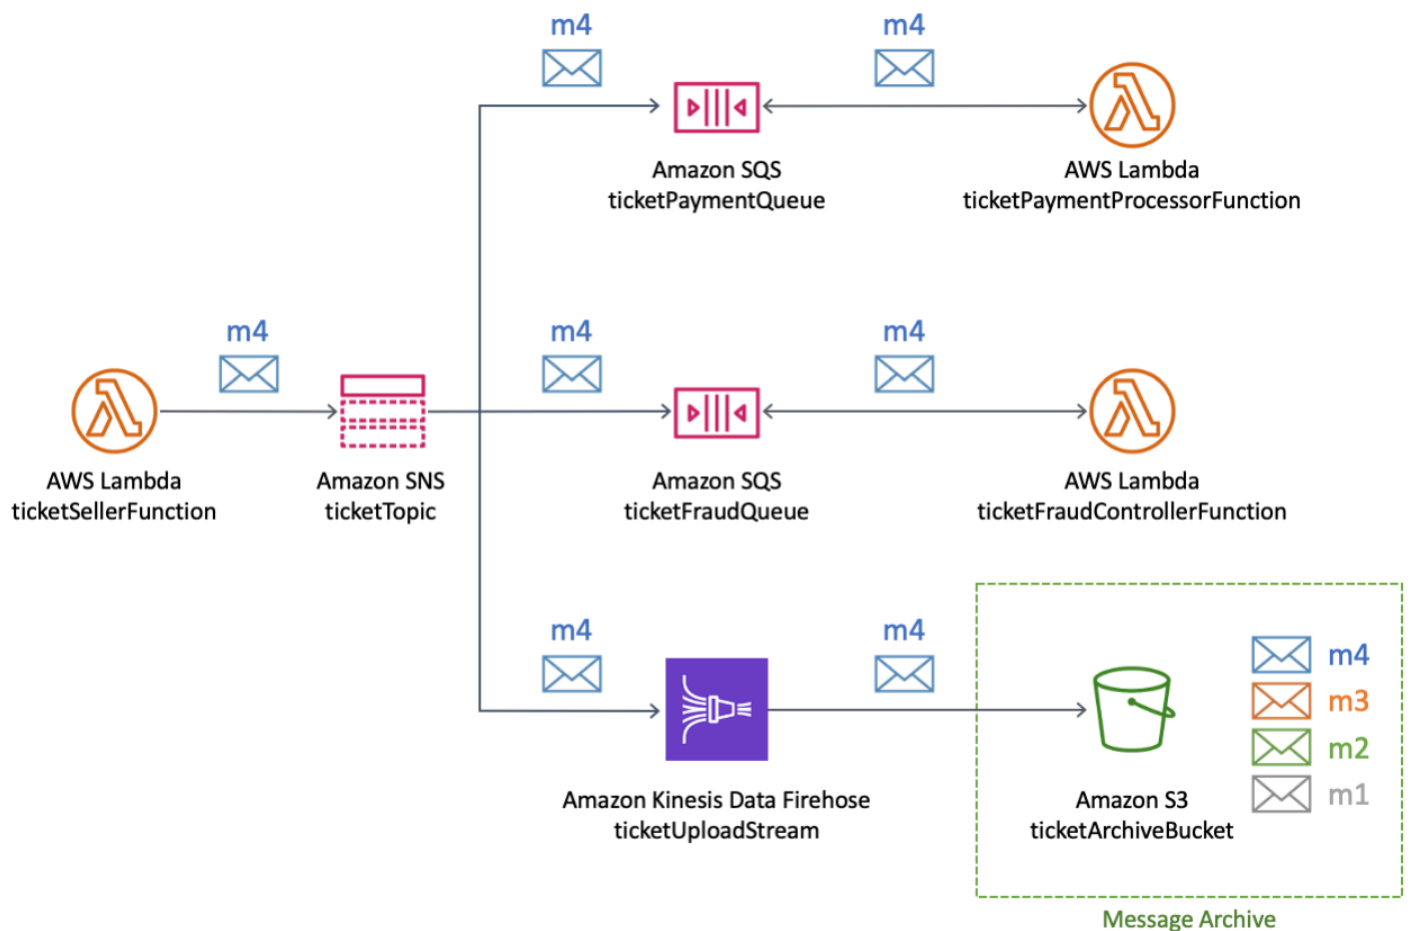 m4
m4
Amazon SQS
ticketPaymentQueue
AWS Lambda
ticketPaymentProcessorFunction
m4
m4
m4
AWS Lambda
ticketSellerFunction
Amazon SNS
ticketTopic
Amazon SQS
ticketFraudQueue
AWS Lambda
ticketFraudControllerFunction
m4
m4
Amazon Kinesis Data Firehose
ticketUploadStream
Amazon S3
ticketArchiveBucket
m4
m3
m2
m1
Message Archive